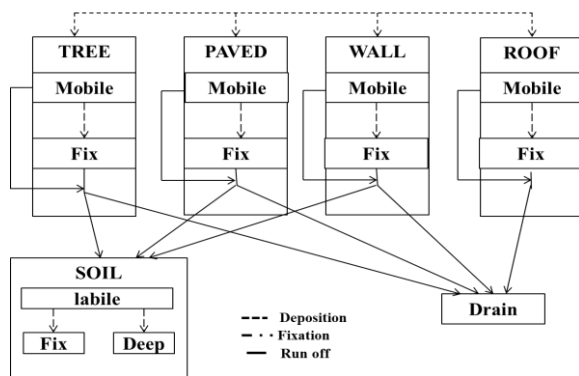 TREE PAVED WALL ROOF
Mobile Mobile Mobile Mobile
Fix Fix Fix Fix
SOIL
labile
Fix Deep
Drain
Deposition
Fixation
Run off